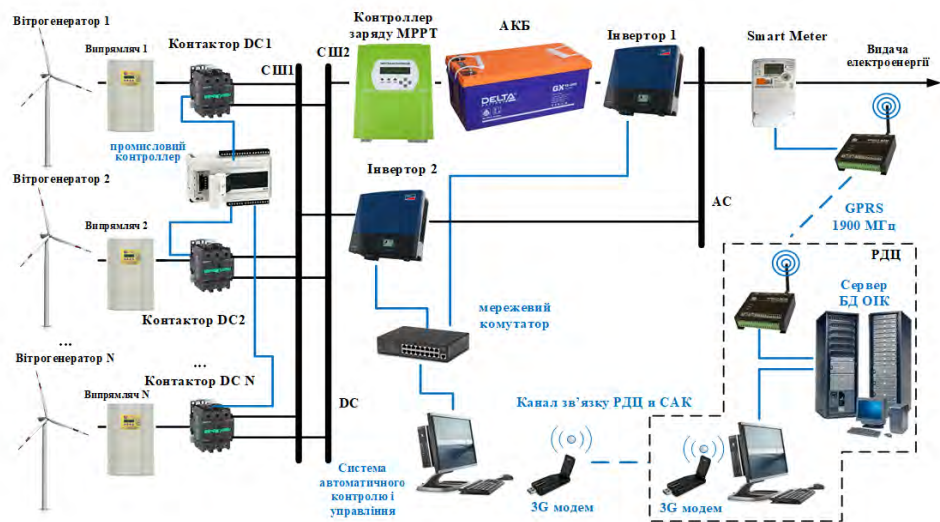 Вітрогенератор 1
Випрямляч 1
Контактор DC1
СШ1
СШ2
Контроллер
заряду MPPT
АКБ
DELTA
GX
Інвертор 1
Smart Meter
Видача
електроенергії
промисловий
контроллер
Вітрогенератор 2
Випрямляч 2
Контактор DC2
Інвертор 2
AC
GPRS
1900 МГц
РДЦ
Сервер
БД ОІК
мережевий
комутатор
...
Вітрогенератор N
...
Випрямляч N
Контактор DC N
DC
Канал зв’язку РДЦ и САК
Система
автоматичного
контролю і
управління
3G модем
3G модем